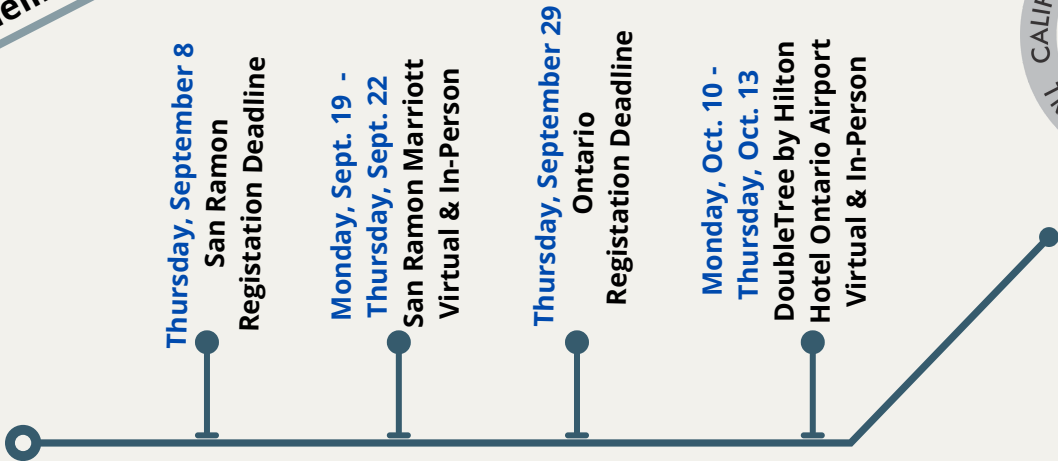 Thursday, September 8
San Ramon
Registation Deadline
Monday, Sept. 19 -
Thursday, Sept. 22
San Ramon Marriott
Virtual & In-Person
Thursday, September 29
Ontario
Registation Deadline
Monday, Oct. 10 -
Thursday, Oct. 13
DoubleTree by Hilton
Hotel Ontario Airport
Virtual & In-Person